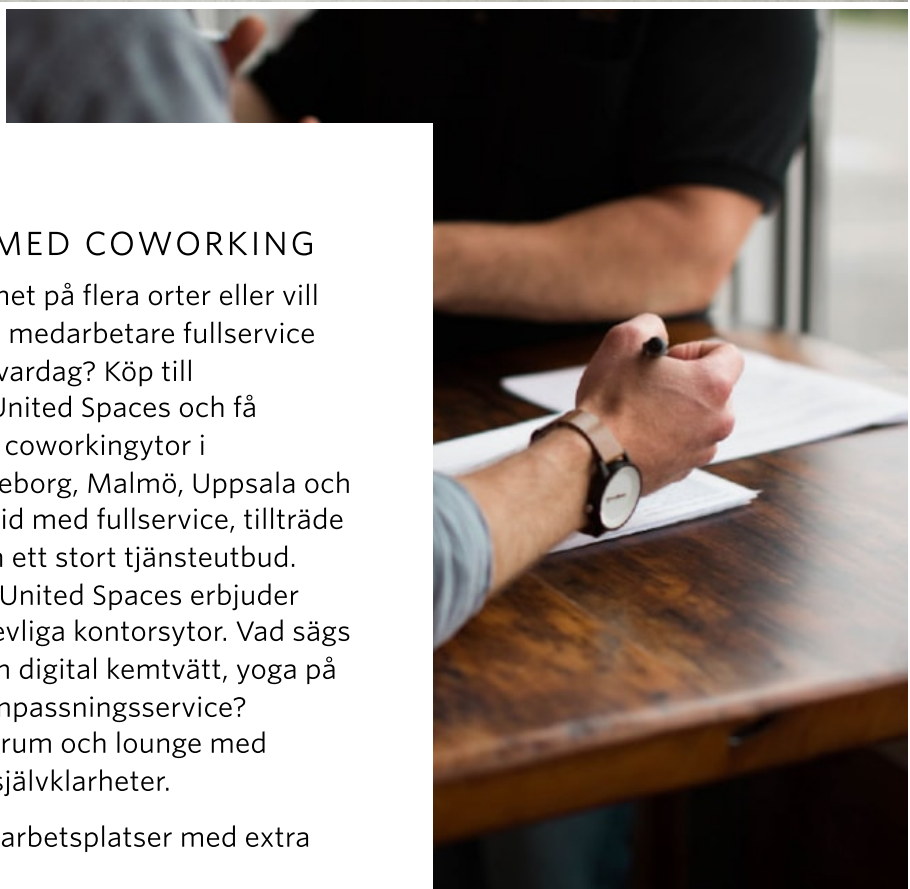 MED COWORKING
het på flera orter eller vill
medarbetare fullservice
vardag? Köp till
United Spaces och få
coworkingytor i
eborg, Malmö, Uppsala och
id med fullservice, tillträde
ett stort tjänsteutbud.
United Spaces erbjuder
evliga kontorsytor. Vad sägs
digital kemtvätt, yoga på
npassningsservice?
rum och lounge med
självklarheter.
arbetsplatser med extra